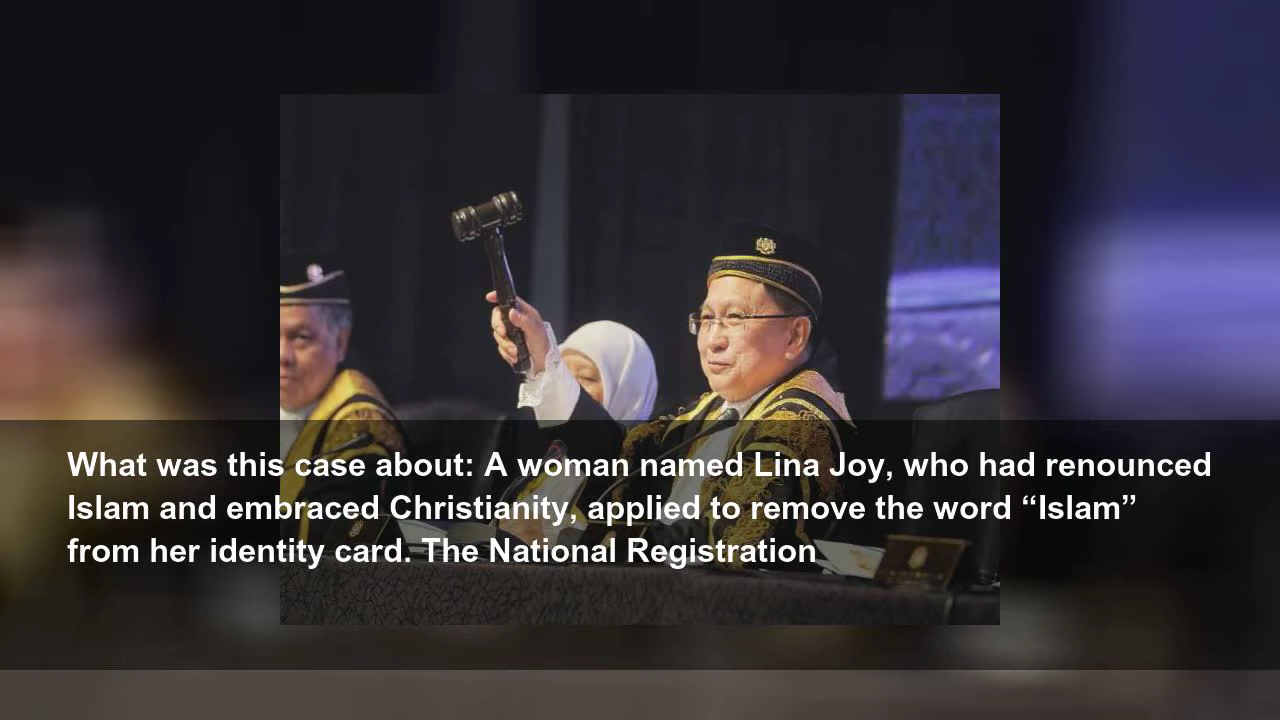 What was this case about: A woman named Lina Joy, who had renounced
Islam and embraced Christianity, applied to remove the word “Islam”
from her identity card. The National Registration